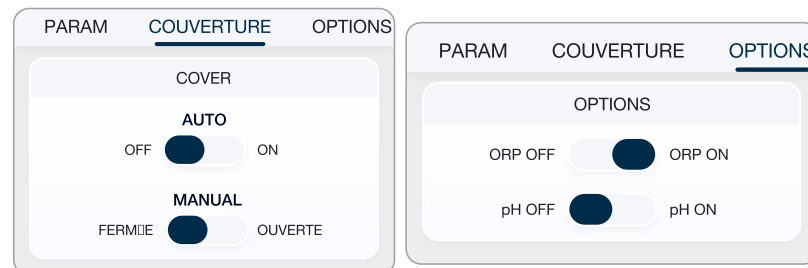 PARAM COUVERTURE OPTIONS
COVER
AUTO
OFF ON
MANUAL
FERM▯E OUVERTE
PARAM COUVERTURE OPTIONS
OPTIONS
ORP OFF ORP ON
pH OFF pH ON